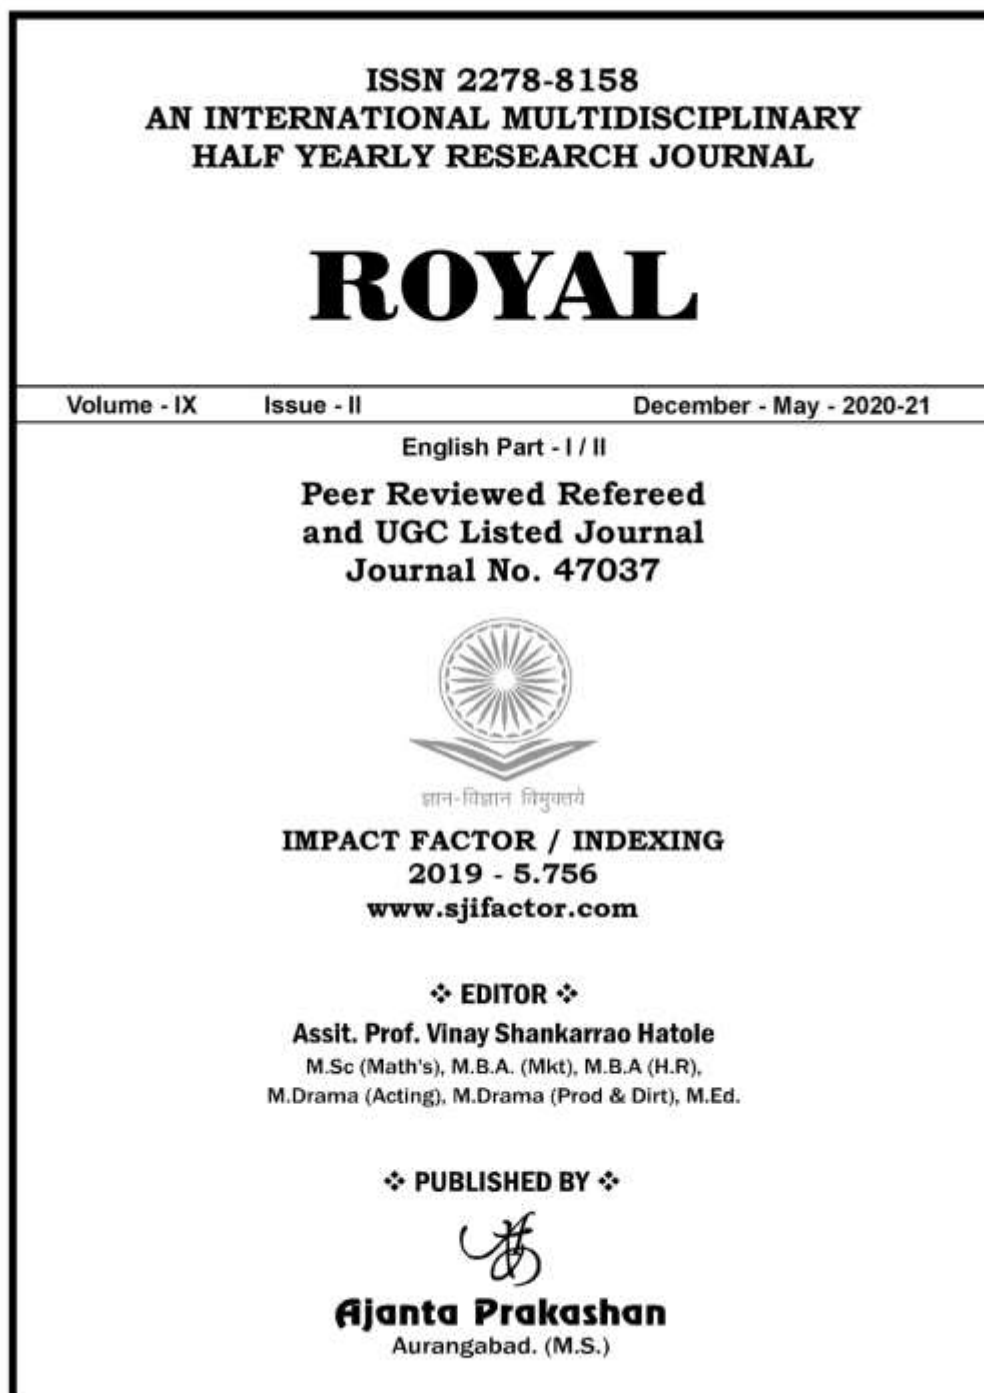 ISSN 2278-8158
AN INTERNATIONAL MULTIDISCIPLINARY
HALF YEARLY RESEARCH JOURNAL
ROYAL
Volume - IX Issue - II December - May - 2020-21
English Part - I / II
Peer Reviewed Refereed
and UGC Listed Journal
Journal No. 47037
ज्ञान-विज्ञान विमुक्तये
IMPACT FACTOR / INDEXING
2019 - 5.756
www.sjifactor.com
❖ EDITOR ❖
Assit. Prof. Vinay Shankarrao Hatole
M.Sc (Math's), M.B.A. (Mkt), M.B.A (H.R),
M.Drama (Acting), M.Drama (Prod & Dirt), M.Ed.
❖ PUBLISHED BY ❖
Ajanta Prakashan
Aurangabad. (M.S.)